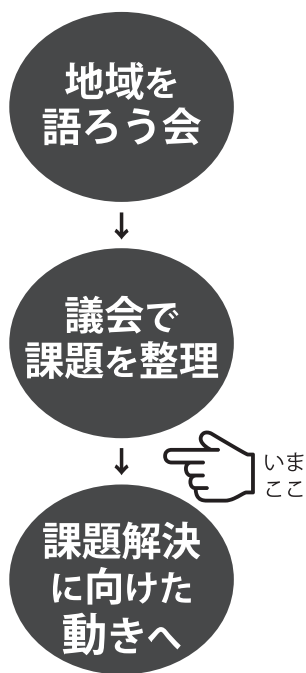 地域を
語ろう会
↓
議会で
課題を整理
↓
いま
ここ
課題解決
に向けた
動きへ